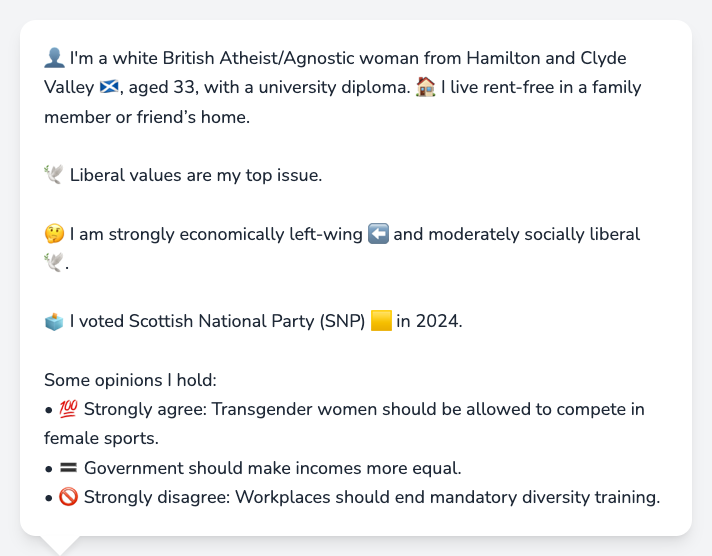 👤 I'm a white British Atheist/Agnostic woman from Hamilton and Clyde
Valley 🏴󠁧󠁢󠁳󠁣󠁴󠁿, aged 33, with a university diploma. 🏠 I live rent-free in a family
member or friend’s home.
🕊️ Liberal values are my top issue.
🤔 I am strongly economically left-wing ⬅️ and moderately socially liberal
🕊️.
🗳️ I voted Scottish National Party (SNP) 🟨 in 2024.
Some opinions I hold:
• 💯 Strongly agree: Transgender women should be allowed to compete in
female sports.
• 🟰 Government should make incomes more equal.
• 🚫 Strongly disagree: Workplaces should end mandatory diversity training.